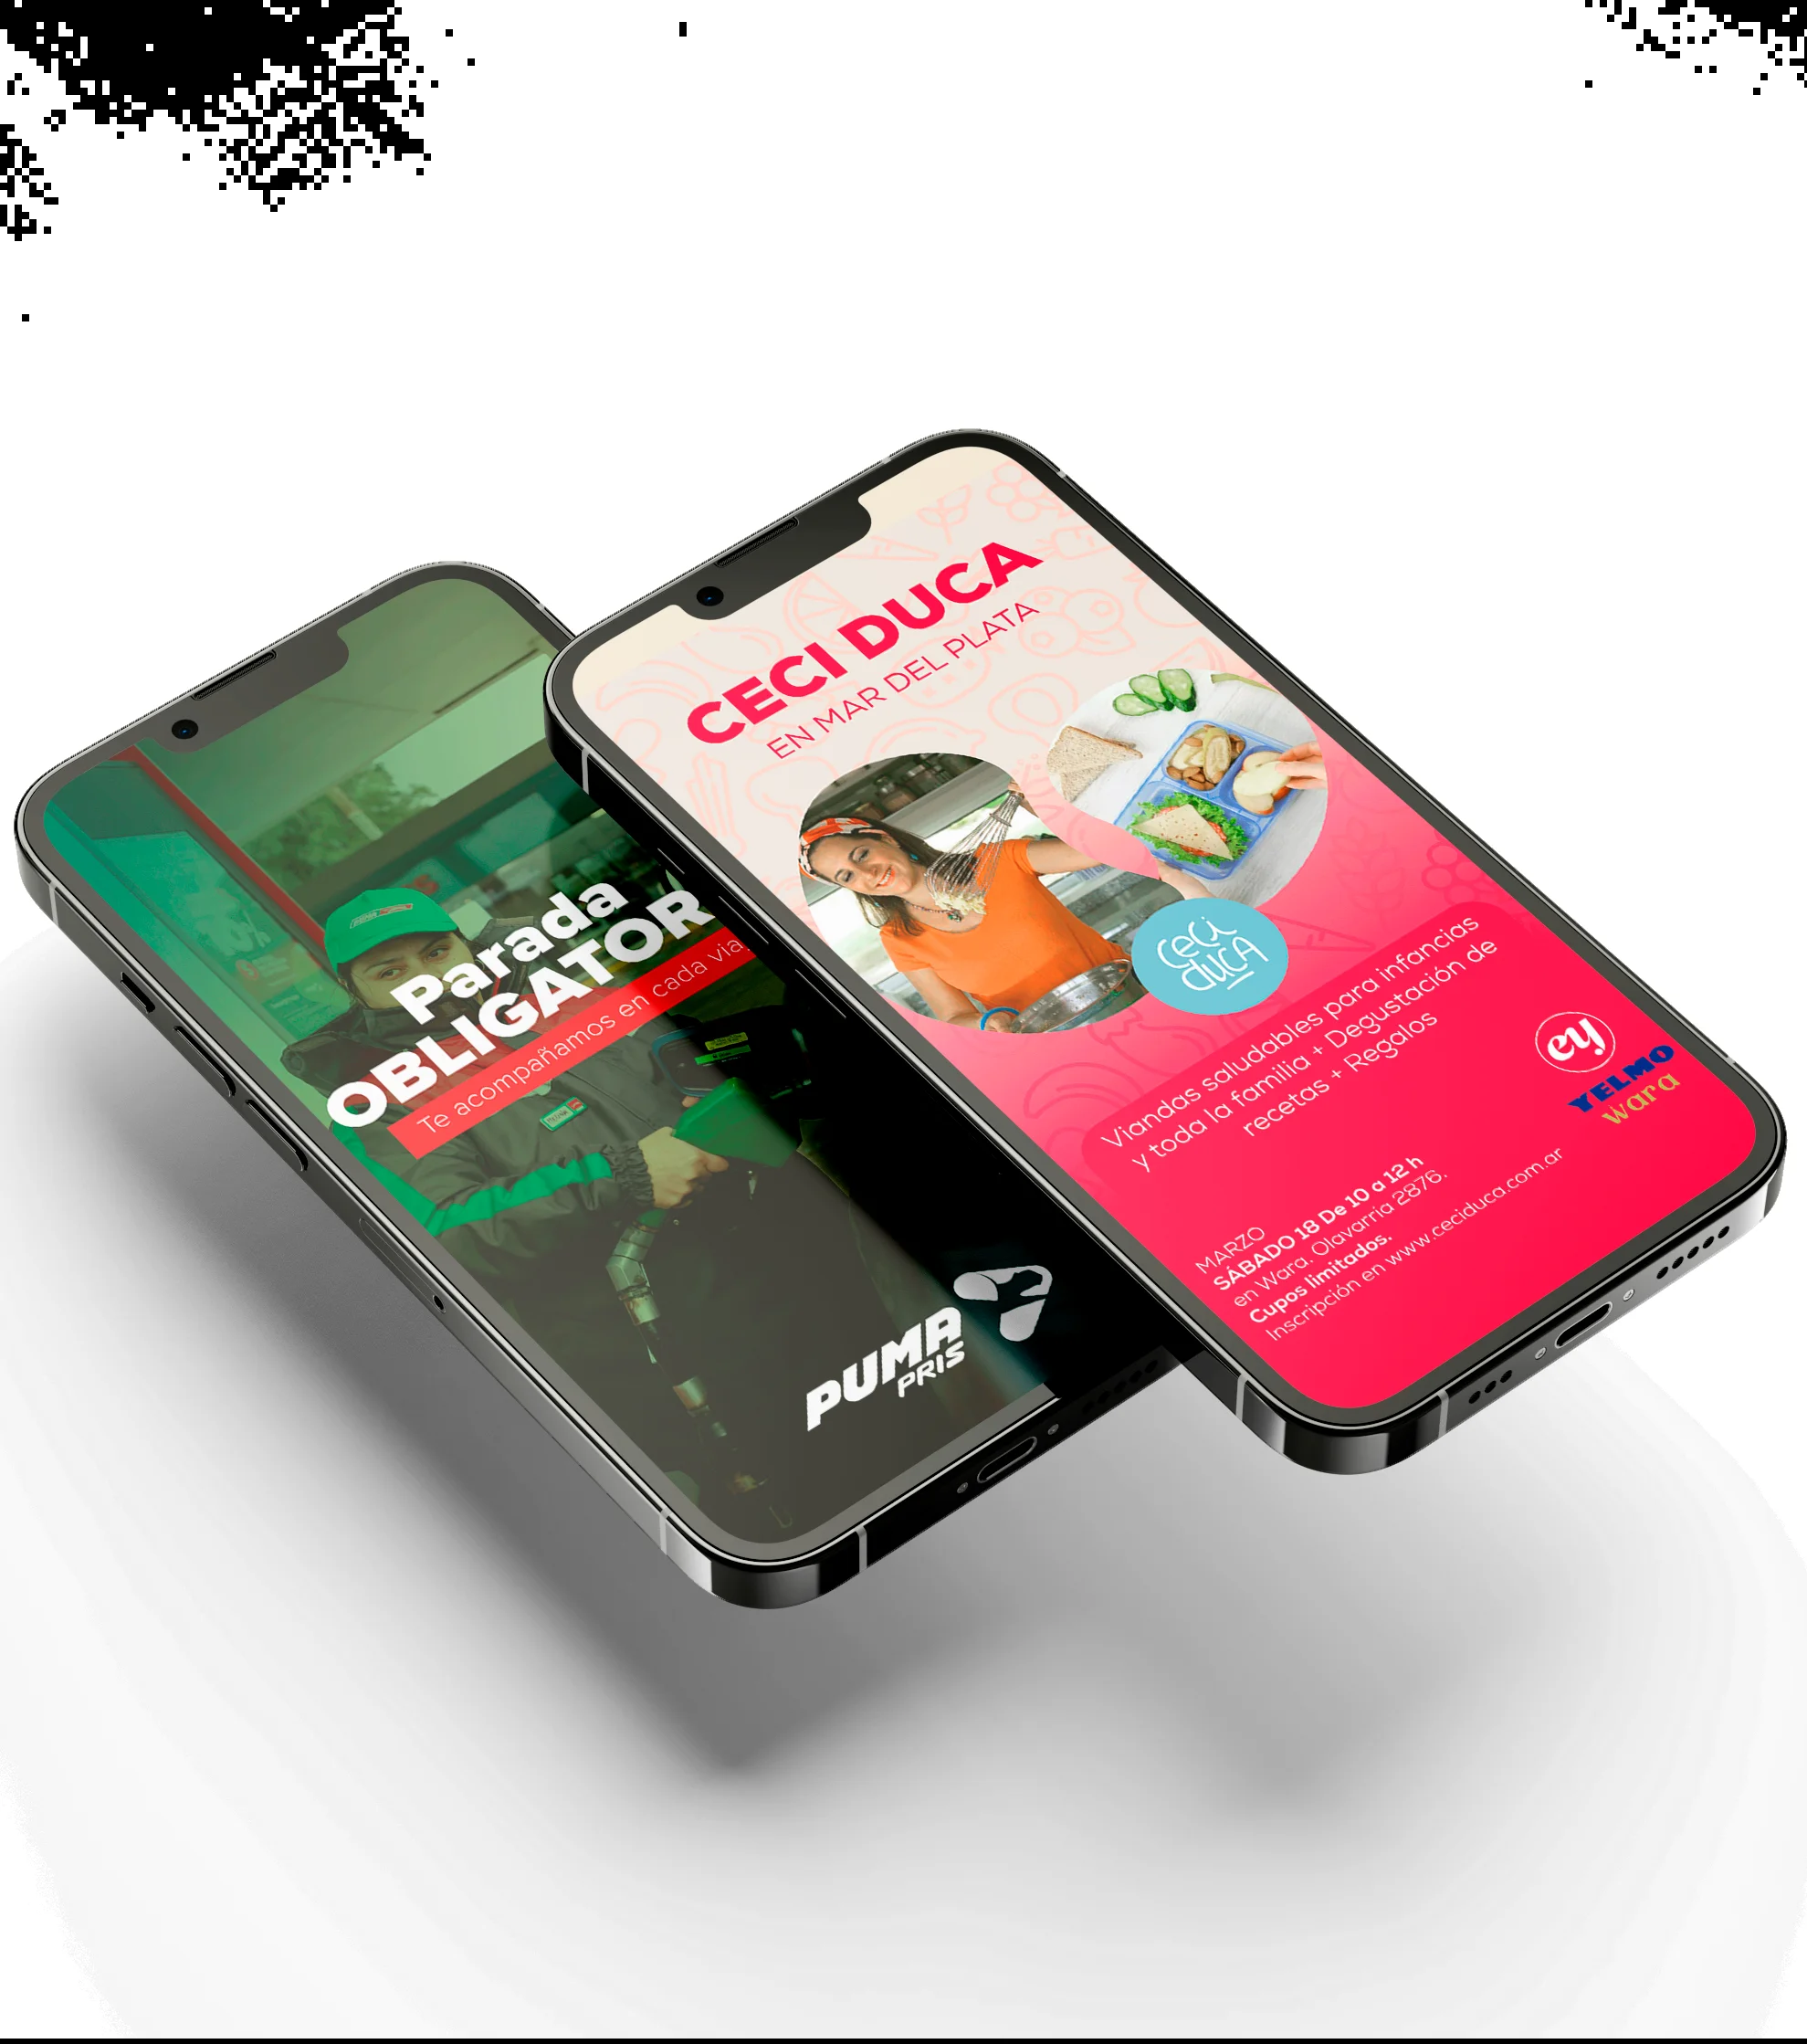 Parada
OBLIGATOR
Te acompañamos en cada viaj
PUMA
PRIS
CECI DUCA
EN MAR DEL PLATA
ceci
duca
Viandas saludables para infancias
y toda la familia + Degustación de
recetas + Regalos
ey
YELMO
wara
MARZO
SÁBADO 18 De 10 a 12 h
en Wara. Olavarria 2876.
Cupos limitados.
Inscripción en www.ceciduca.com.ar